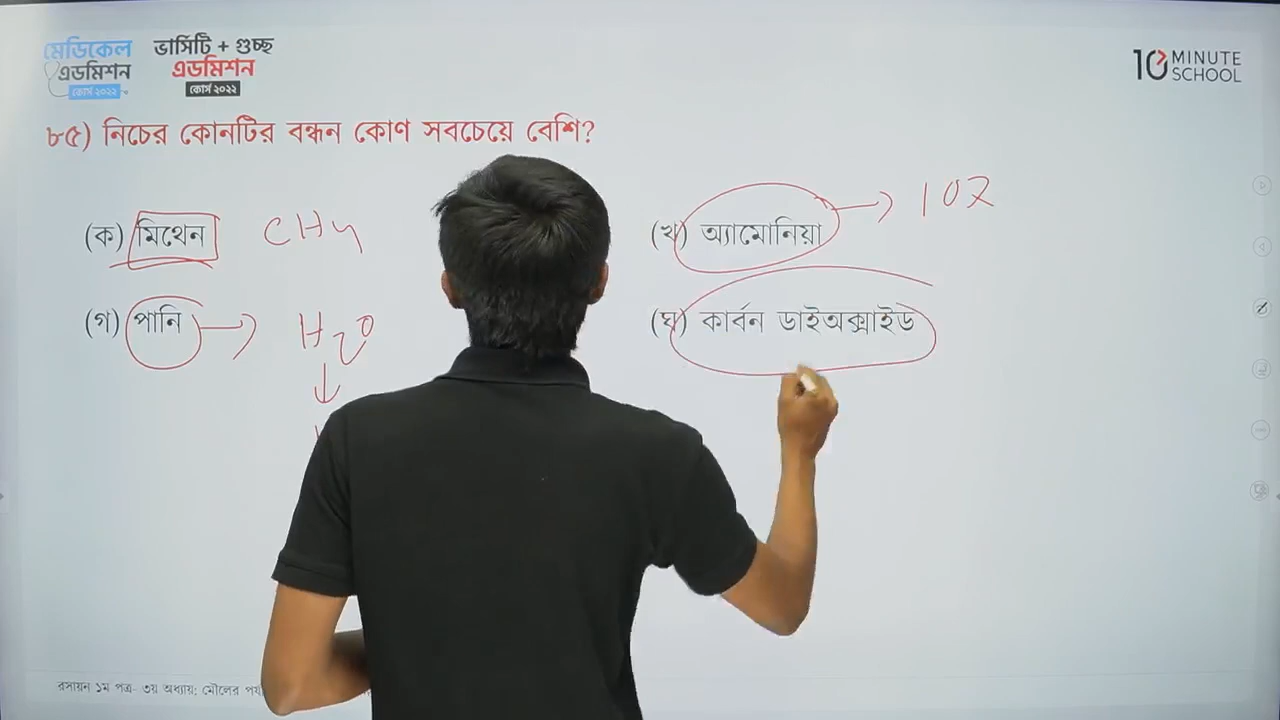 মেডিকেল
এডমিশন
কোর্স ২০২২
ভার্সিটি + গুচ্ছ
এডমিশন
কোর্স ২০২২
10 MINUTE
SCHOOL
৮৫) নিচের কোনটির বন্ধন কোণ সবচেয়ে বেশি?
(ক) মিথেন CH4
(খ) অ্যামোনিয়া → 107
(গ) পানি → H2O
(ঘ) কার্বন ডাইঅক্সাইড
রসায়ন ১ম পত্র- ৩য় অধ্যায়: মৌলের